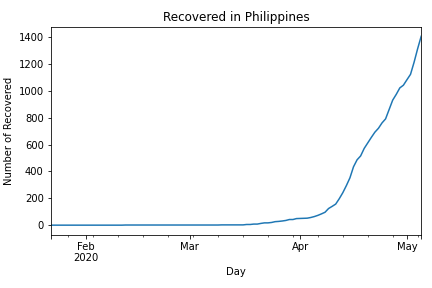 Recovered in Philippines
Number of Recovered
1400
1200
1000
800
600
400
200
0
Feb
2020
Mar
Apr
May
Day